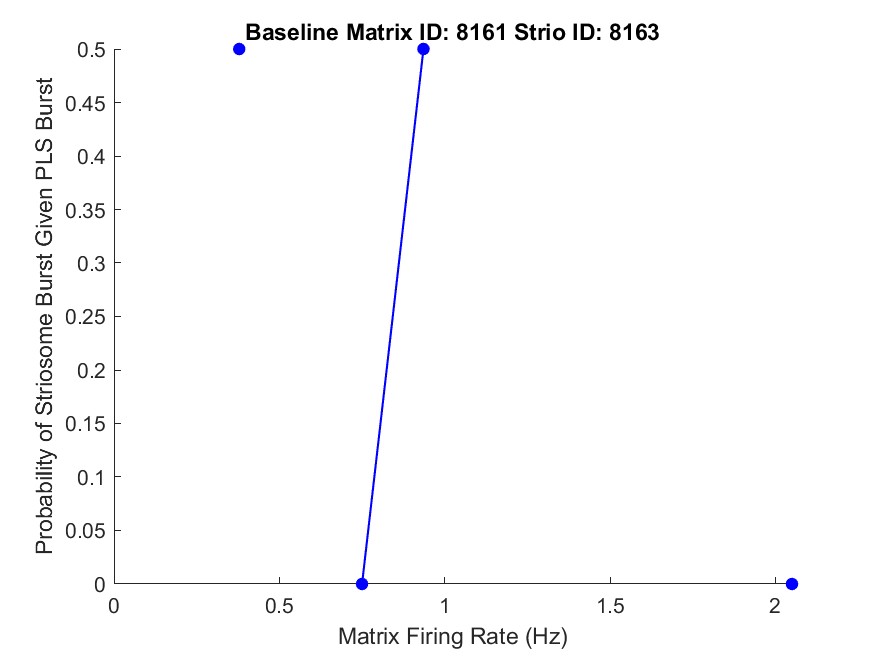 Baseline Matrix ID: 8161 Strio ID: 8163
Probability of Striosome Burst Given PLS Burst
0.5
0.45
0.4
0.35
0.3
0.25
0.2
0.15
0.1
0.05
0
0 0.5 1 1.5 2
Matrix Firing Rate (Hz)